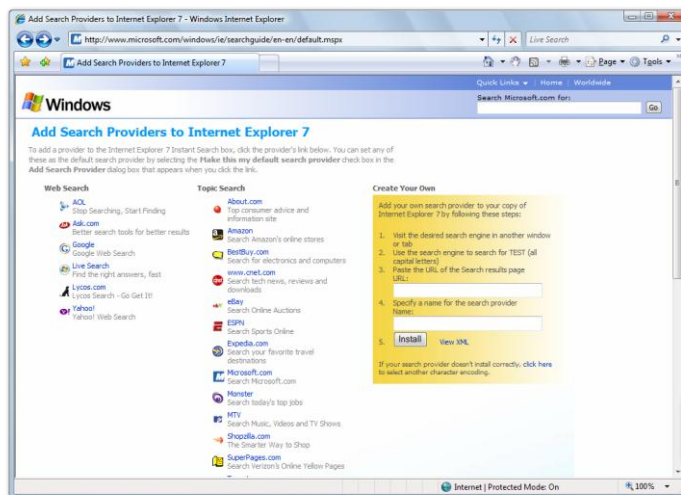 Add Search Providers to Internet Explorer 7 - Windows Internet Explorer
http://www.microsoft.com/windows/ie/searchguide/en-en/default.mspx
Live Search
Add Search Providers to Internet Explorer 7
Page
Tools
Quick Links | Home | Worldwide
Windows
Search Microsoft.com for:
Go
Add Search Providers to Internet Explorer 7
To add a provider to the Internet Explorer 7 Instant Search box, click the provider's link below. You can set any of
these as the default search provider by selecting the Make this my default search provider check
box in the
Add Search Provider dialog box that appears when you click the link.
Web Search
AOL
Stop Searching, Start Finding
Ask.com
Better search tools for better results
Google
Google Web Search
Live Search
Find the right answers, fast
Lycos.com
Lycos Search - Go Get It!
Yahoo!
Yahoo! Web Search
Topic Search
About.com
Top consumer advice and
information site
Amazon
Search Amazon's online stores
BestBuy.com
Search for electronics and computers
www.cnet.com
Search tech news, reviews and
downloads
eBay
Search Online Auctions
ESPN
Search Sports Online
Expedia.com
Search your favorite travel
destinations
Microsoft.com
Search Microsoft.com
Monster
Search today's top jobs
MTV
Search Music, Videos and TV Shows
Shopzilla.com
The Smarter Way to Shop
SuperPages.com
Search Verizon's Online Yellow Pages
Create Your Own
Add your own search provider to your copy of
Internet Explorer 7 by following these steps:
1. Visit the desired search engine in another window
or tab
2. Use the search engine to search for TEST (all
capital letters)
3. Paste the URL of the Search results page
URL:
4. Specify a name for the search provider
Name:
5. Install View XML
If your search provider doesn't install correctly, click here
to select another character encoding.
Internet | Protected Mode: On
100%